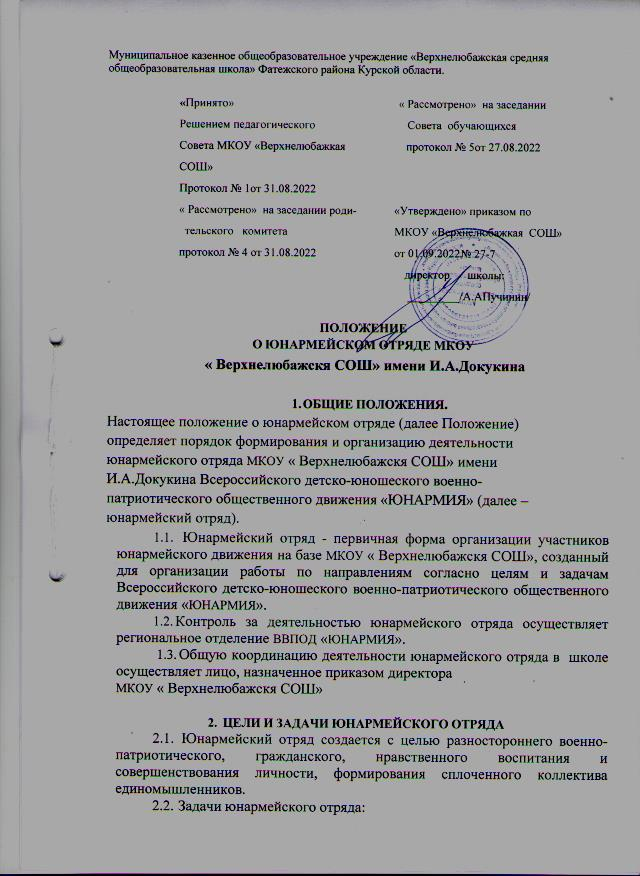 Муниципальное казенное общеобразовательное учреждение «Верхнелюбажская средняя
общеобразовательная школа» Фатежского района Курской области.
«Принято»
Решением педагогического
Совета МКОУ «Верхнелюбажкая
СОШ»
Протокол № 1от 31.08.2022
« Рассмотрено» на заседании
Совета обучающихся
протокол № 5от 27.08.2022
« Рассмотрено» на заседании роди-
тельского комитета
протокол № 4 от 31.08.2022
«Утверждено» приказом по
МКОУ «Верхнелюбажкая СОШ»
от 01.09.2022№ 27-7
директор школы:
/А.АПучинин/
ПОЛОЖЕНИЕ
О ЮНАРМЕЙСКОМ ОТРЯДЕ МКОУ
« Верхнелюбажскя СОШ» имени И.А.Докукина
1.ОБЩИЕ ПОЛОЖЕНИЯ.
Настоящее положение о юнармейском отряде (далее Положение)
определяет порядок формирования и организацию деятельности
юнармейского отряда МКОУ « Верхнелюбажскя СОШ» имени
И.А.Докукина Всероссийского детско-юношеского военно-
патриотического общественного движения «ЮНАРМИЯ» (далее –
юнармейский отряд).
1.1. Юнармейский отряд - первичная форма организации участников
юнармейского движения на базе МКОУ « Верхнелюбажскя СОШ», созданный
для организации работы по направлениям согласно целям и задачам
Всероссийского детско-юношеского военно-патриотического общественного
движения «ЮНАРМИЯ».
1.2. Контроль за деятельностью юнармейского отряда осуществляет
региональное отделение ВВПОД «ЮНАРМИЯ».
1.3. Общую координацию деятельности юнармейского отряда в школе
осуществляет лицо, назначенное приказом директора
МКОУ « Верхнелюбажскя СОШ»
2. ЦЕЛИ И ЗАДАЧИ ЮНАРМЕЙСКОГО ОТРЯДА
2.1. Юнармейский отряд создается с целью разностороннего военно-
патриотического, гражданского, нравственного воспитания и
совершенствования личности, формирования сплоченного коллектива
единомышленников.
2.2. Задачи юнармейского отряда: